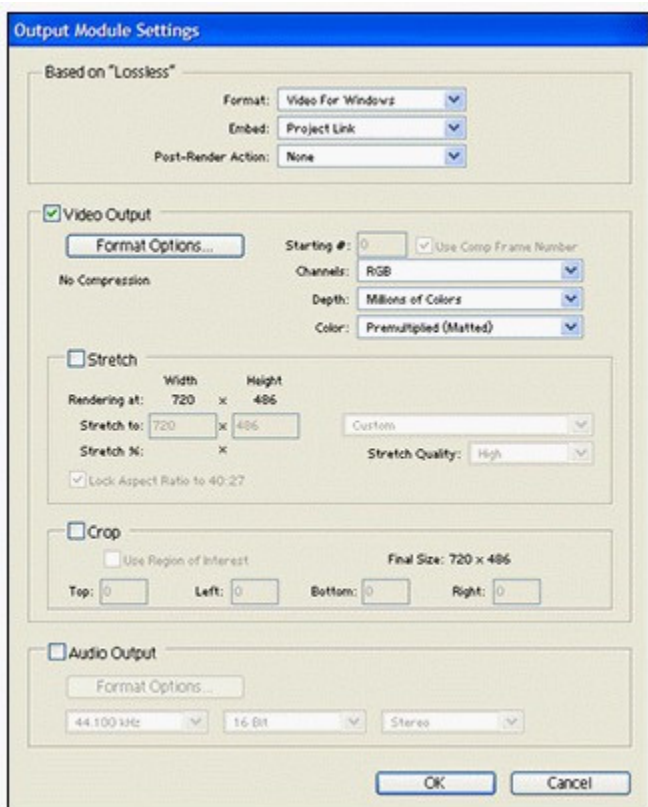 Output Module Settings
Based on "Lossless"
Format: Video For Windows
Embed: Project Link
Post-Render Action: None
Video Output
Format Options... Starting #: 0 Use Comp Frame Number
No Compression Channels: RGB
Depth: Millions of Colors
Color: Premultiplied (Matted)
Stretch
Width Height
Rendering at: 720 x 486
Stretch to: 720 x 486 Custom
Stretch %: x Stretch Quality: High
Lock Aspect Ratio to 40:27
Crop
Use Region of Interest Final Size: 720 x 486
Top: 0 Left: 0 Bottom: 0 Right: 0
Audio Output
Format Options...
44.100 kHz 16 Bit Stereo
OK Cancel